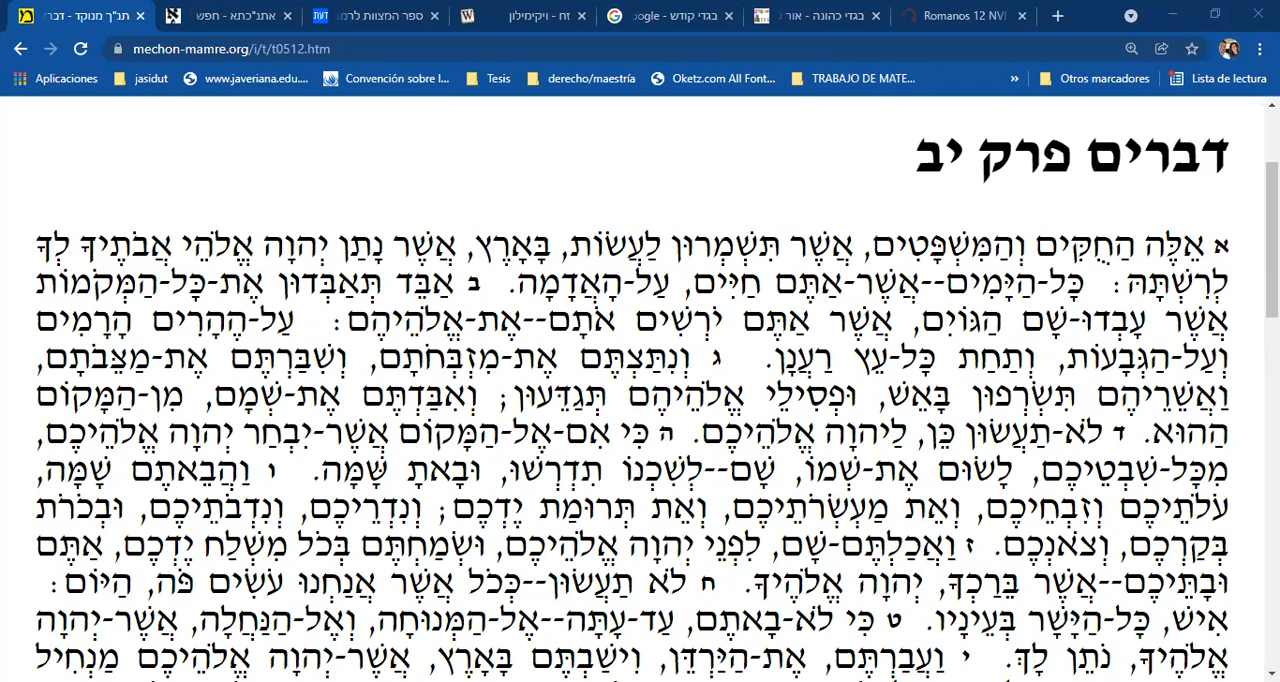 תנ"ך מנוקד - דברי
אתנ"כתא - חפש
ספר המצוות לרמב
זח - ויקימילון
בגדי קודש - oogle
בגדי כהונה - אור
Romanos 12 NVI
mechon-mamre.org/i/t/t0512.htm
Aplicaciones
jasidut
www.javeriana.edu....
Convención sobre l...
Tesis
derecho/maestría
Oketz.com All Font...
TRABAJO DE MATE...
»
Otros marcadores
Lista de lectura
דברים פרק יב
א אֵלֶּה הַחֻקִּים וְהַמִּשְׁפָּטִים, אֲשֶׁר תִּשְׁמְרוּן לַעֲשׂוֹת, בָּאָרֶץ, אֲשֶׁר נָתַן יְהוָה אֱלֹהֵי אֲבֹתֶיךָ לְךָ
לְרִשְׁתָּהּ: כָּל-הַיָּמִים--אֲשֶׁר-אַתֶּם חַיִּים, עַל-הָאֲדָמָה. ב אַבֵּד תְּאַבְּדוּן אֶת-כָּל-הַמְּקֹמוֹת
אֲשֶׁר עָבְדוּ-שָׁם הַגּוֹיִם, אֲשֶׁר אַתֶּם יֹרְשִׁים אֹתָם--אֶת-אֱלֹהֵיהֶם: עַל-הֶהָרִים הָרָמִים
וְעַל-הַגְּבָעוֹת, וְתַחַת כָּל-עֵץ רַעֲנָן. ג וְנִתַּצְתֶּם אֶת-מִזְבְּחֹתָם, וְשִׁבַּרְתֶּם אֶת-מַצֵּבֹתָם,
וַאֲשֵׁרֵיהֶם תִּשְׂרְפוּן בָּאֵשׁ, וּפְסִילֵי אֱלֹהֵיהֶם תְּגַדֵּעוּן; וְאִבַּדְתֶּם אֶת-שְׁמָם, מִן-הַמָּקוֹם
הַהוּא. ד לֹא-תַעֲשׂוּן כֵּן, לַיהוָה אֱלֹהֵיכֶם. ה כִּי אִם-אֶל-הַמָּקוֹם אֲשֶׁר-יִבְחַר יְהוָה אֱלֹהֵיכֶם,
מִכָּל-שִׁבְטֵיכֶם, לָשׂוּם אֶת-שְׁמוֹ, שָׁם--לְשִׁכְנוֹ תִדְרְשׁוּ, וּבָאתָ שָּׁמָּה. ו וַהֲבֵאתֶם שָׁמָּה,
עֹלֹתֵיכֶם וְזִבְחֵיכֶם, וְאֵת מַעְשְׂרֹתֵיכֶם, וְאֵת תְּרוּמַת יֶדְכֶם; וְנִדְרֵיכֶם, וְנִדְבֹתֵיכֶם, וּבְכֹרֹת
בְּקַרְכֶם, וְצֹאנְכֶם. ז וַאֲכַלְתֶּם-שָׁם, לִפְנֵי יְהוָה אֱלֹהֵיכֶם, וּשְׂמַחְתֶּם בְּכֹל מִשְׁלַח יֶדְכֶם, אַתֶּם
וּבָתֵּיכֶם--אֲשֶׁר בֵּרַכְךָ, יְהוָה אֱלֹהֶיךָ. ח לֹא תַעֲשׂוּן--כְּכֹל אֲשֶׁר אֲנַחְנוּ עֹשִׂים פֹּה, הַיּוֹם:
אִישׁ, כָּל-הַיָּשָׁר בְּעֵינָיו. ט כִּי לֹא-בָאתֶם, עַד-עָתָּה--אֶל-הַמְּנוּחָה, וְאֶל-הַנַּחֲלָה, אֲשֶׁר-יְהוָה
אֱלֹהֶיךָ, נֹתֵן לָךְ. י וַעֲבַרְתֶּם, אֶת-הַיַּרְדֵּן, וִישַׁבְתֶּם בָּאָרֶץ, אֲשֶׁר-יְהוָה אֱלֹהֵיכֶם מַנְחִיל